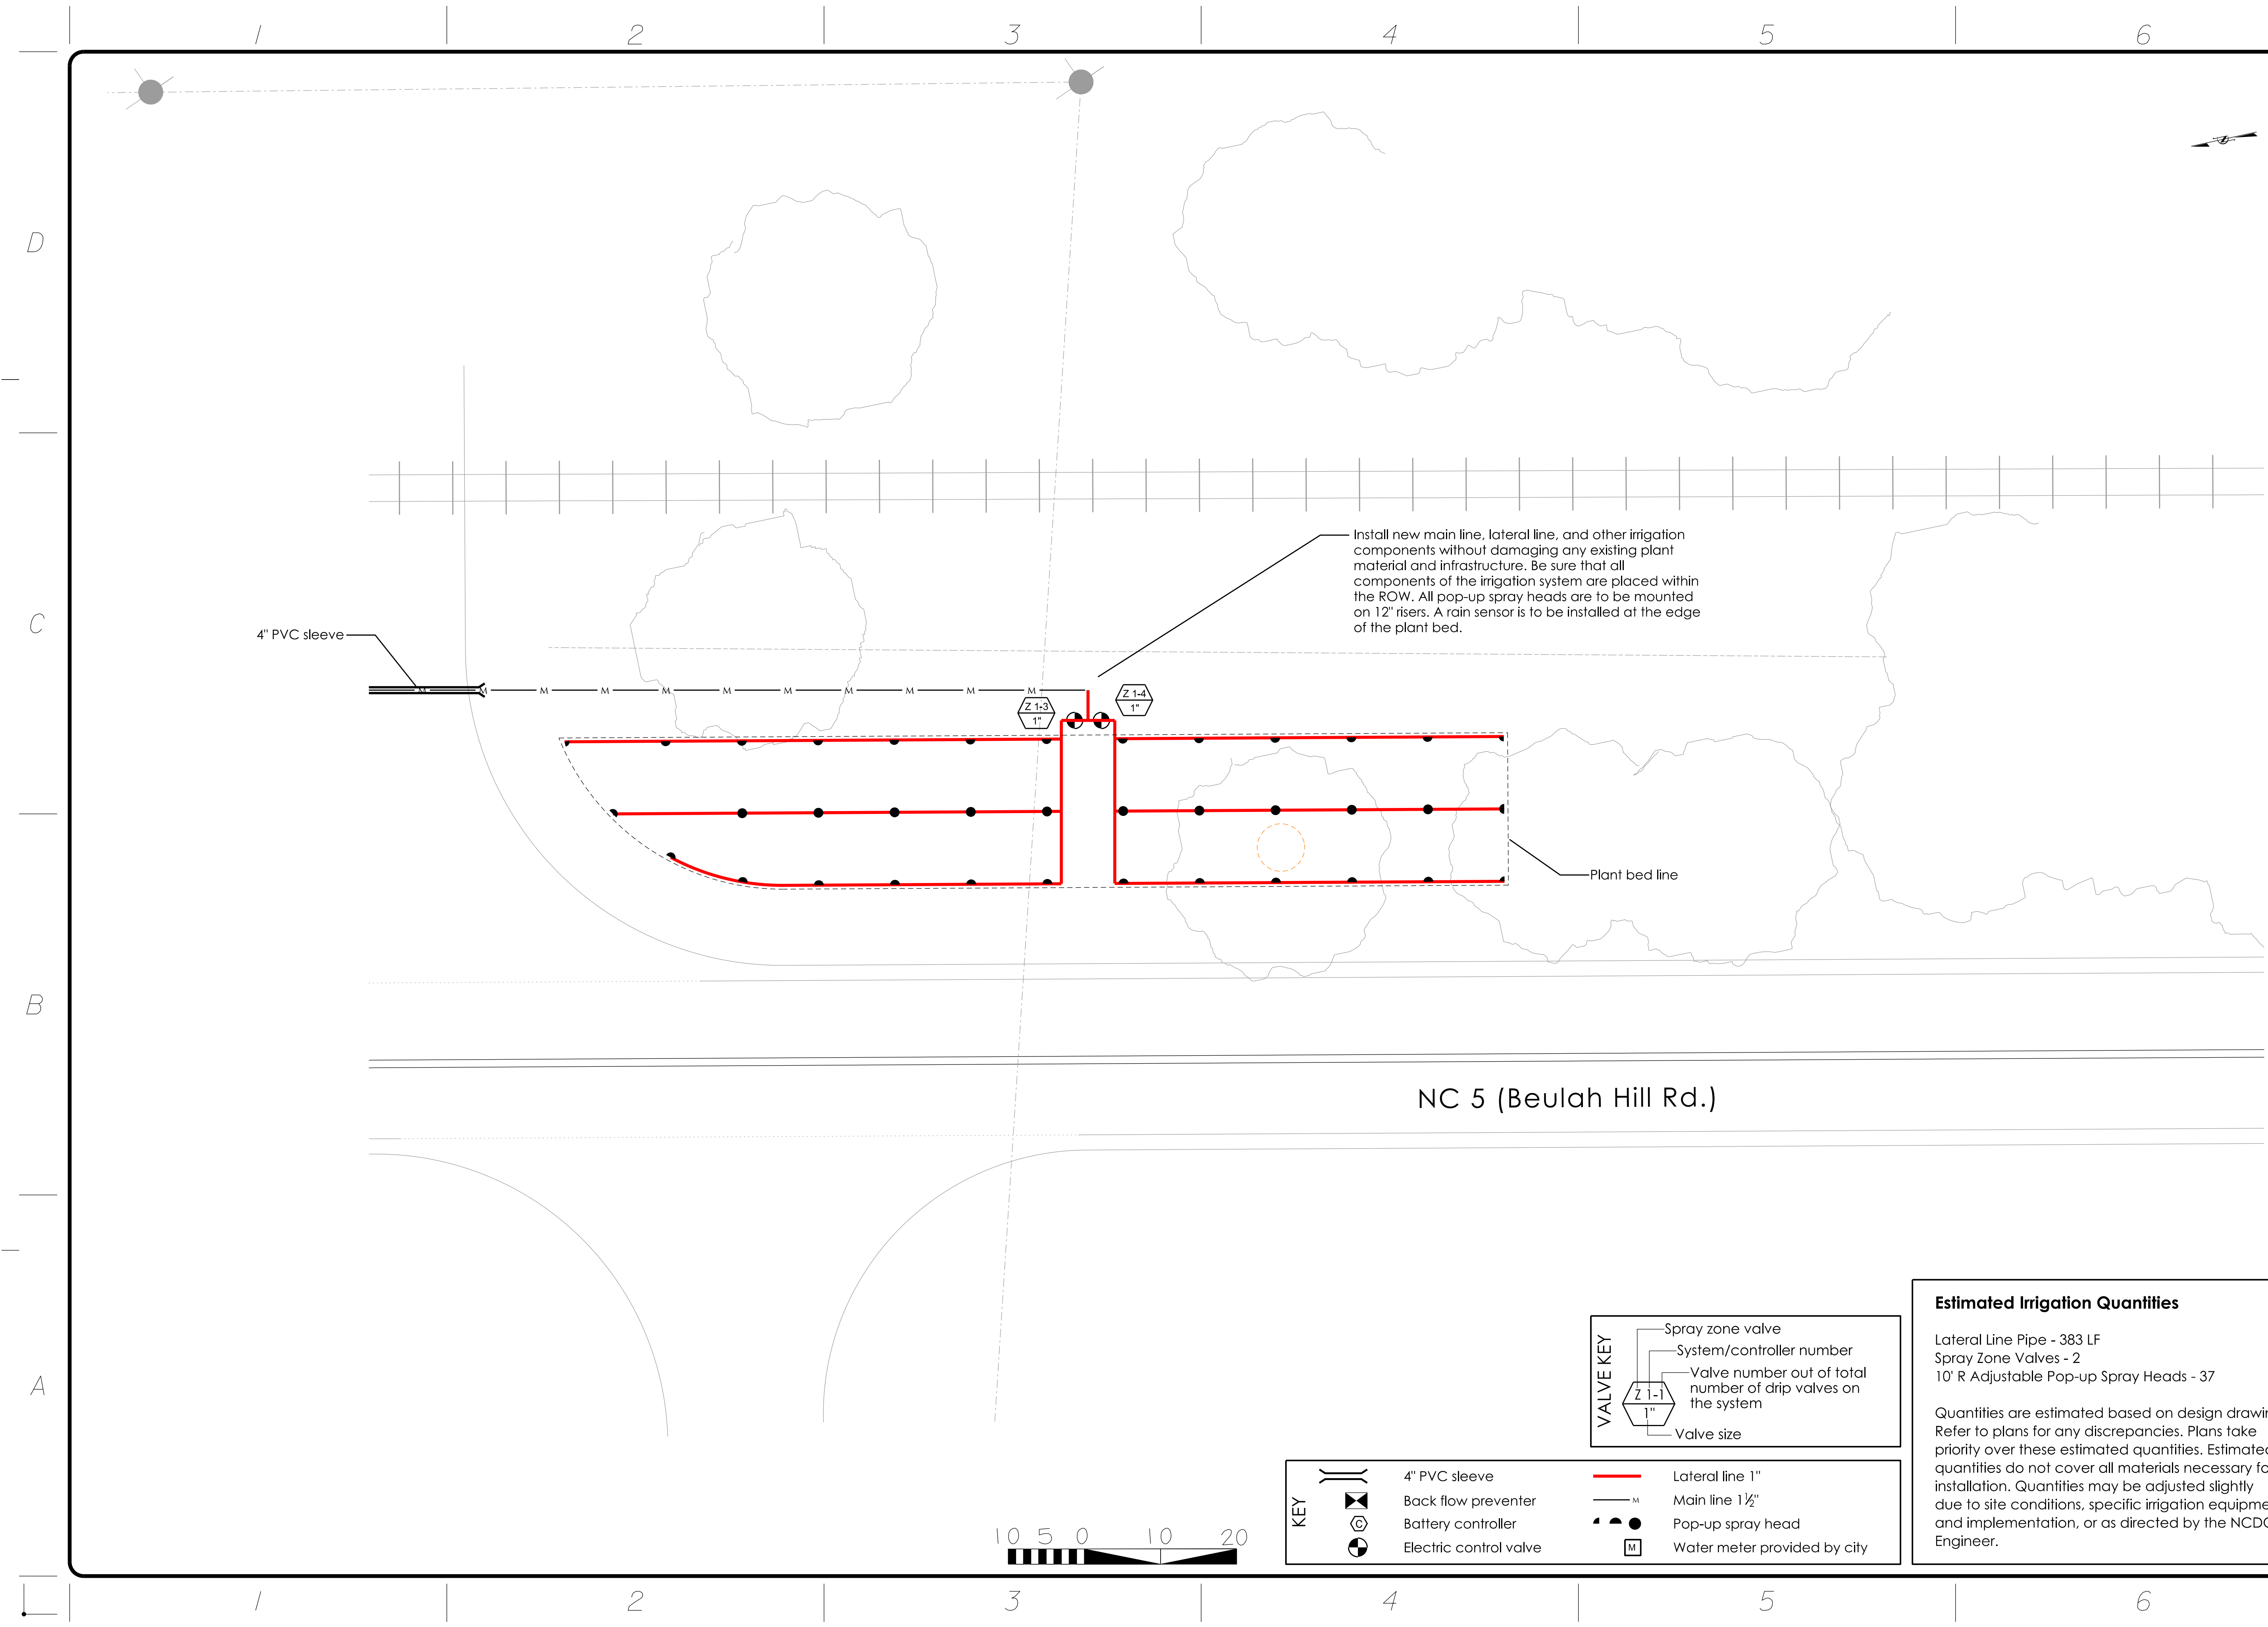 1 2 3 4 5 6
D
C
B
A
Install new main line, lateral line, and other irrigation
components without damaging any existing plant
material and infrastructure. Be sure that all
components of the irrigation system are placed within
the ROW. All pop-up spray heads are to be mounted
on 12" risers. A rain sensor is to be installed at the edge
of the plant bed.
4" PVC sleeve
M M M M M M M M M M M
Z 1-3
1"
Z 1-4
1"
Plant bed line
NC 5 (Beulah Hill Rd.)
VALVE KEY
Spray zone valve
System/controller number
Valve number out of total
number of drip valves on
the system
Z 1-1
1"
Valve size
KEY
4" PVC sleeve
Back flow preventer
C
Battery controller
Electric control valve
Lateral line 1"
M
Main line 1½"
Pop-up spray head
M
Water meter provided by city
Estimated Irrigation Quantities
Lateral Line Pipe - 383 LF
Spray Zone Valves - 2
10' R Adjustable Pop-up Spray Heads - 37
Quantities are estimated based on design
Refer to plans for any discrepancies. Plans take
priority over these estimated quantities.
quantities do not cover all materials necessary
installation. Quantities may be adjusted slightly
due to site conditions, specific irrigation
and implementation, or as directed by the
Engineer.
10 5 0 10 20
1 2 3 4 5 6